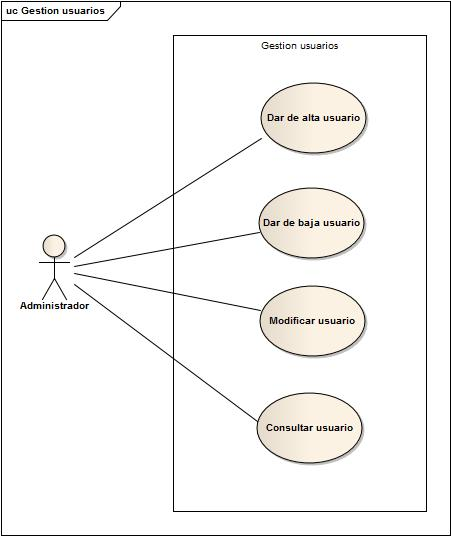 uc Gestion usuarios
Gestion usuarios
Dar de alta usuario
Dar de baja usuario
Administrador
Modificar usuario
Consultar usuario